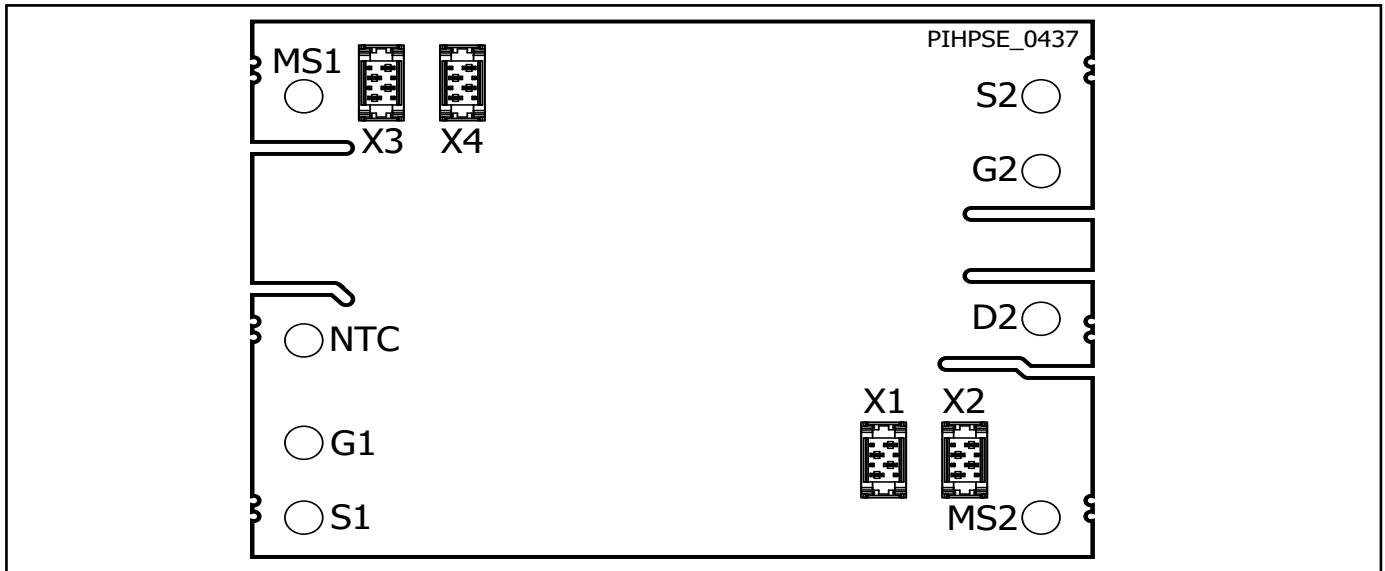 PIHPSE_0437
MS1
S2
X3 X4
G2
D2
NTC
X1 X2
G1
S1
MS2